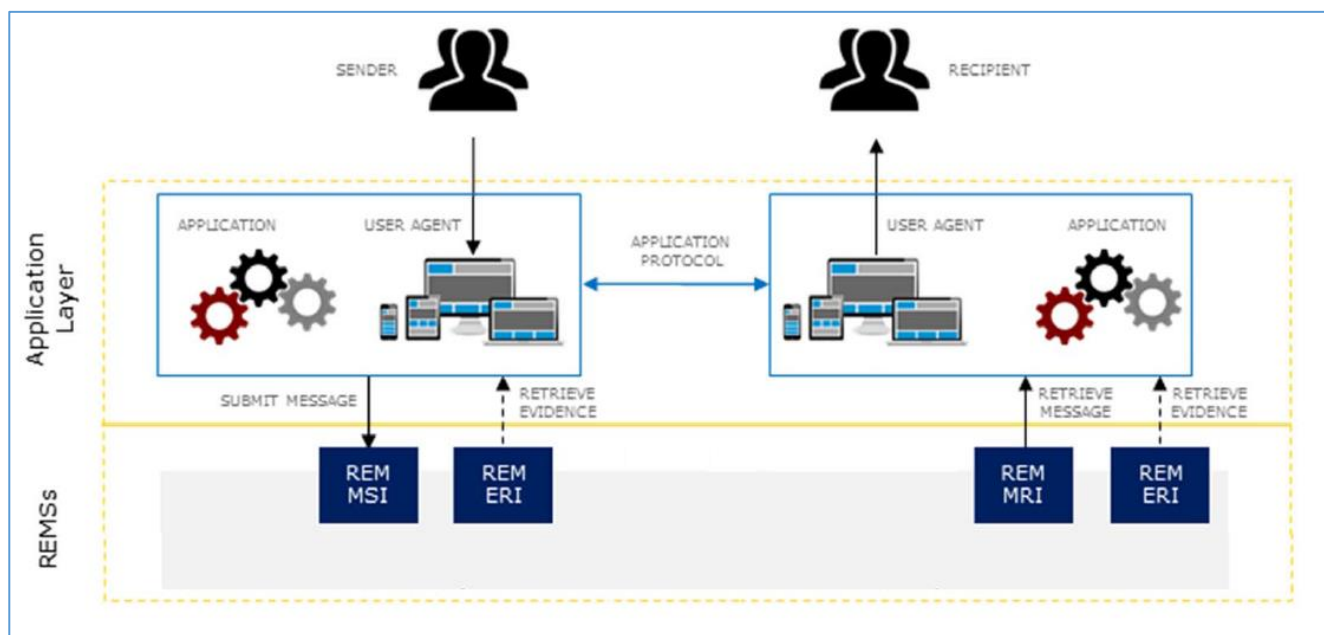 SENDER
RECIPIENT
Application
Layer
APPLICATION
USER AGENT
APPLICATION
PROTOCOL
USER AGENT
APPLICATION
SUBMIT MESSAGE
RETRIEVE
EVIDENCE
RETRIEVE
MESSAGE
RETRIEVE
EVIDENCE
REMSs
REM
MSI
REM
ERI
REM
MRI
REM
ERI